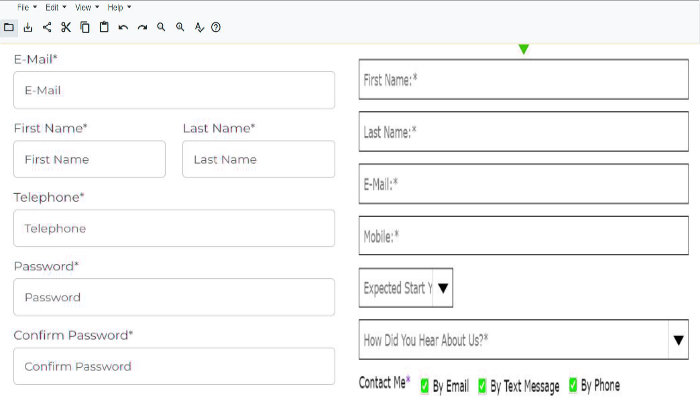 File Edit View Help
E-Mail*
E-Mail
First Name* Last Name*
First Name Last Name
Telephone*
Telephone
Password*
Password
Confirm Password*
Confirm Password
First Name:*
Last Name:*
E-Mail:*
Mobile:*
Expected Start Y
How Did You Hear About Us?*
Contact Me* By Email By Text Message By Phone